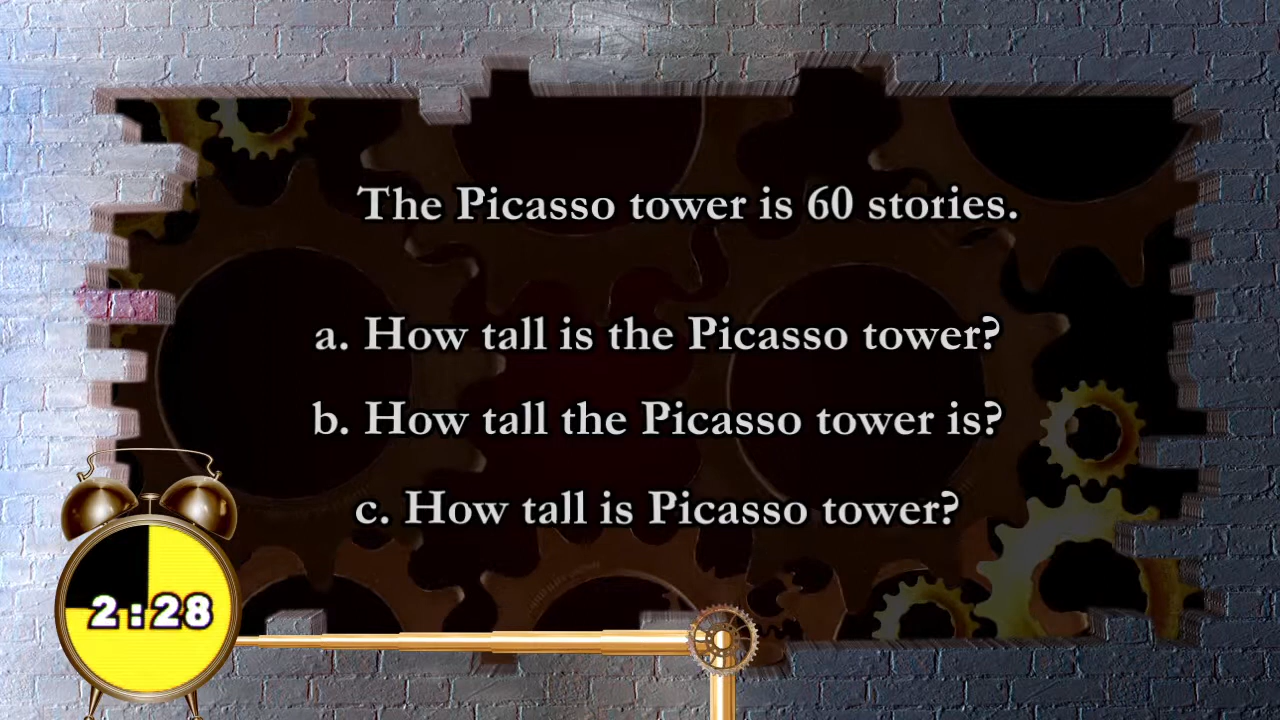 The Picasso tower is 60 stories.
a. How tall is the Picasso tower?
b. How tall the Picasso tower is?
c. How tall is Picasso tower?
2:28